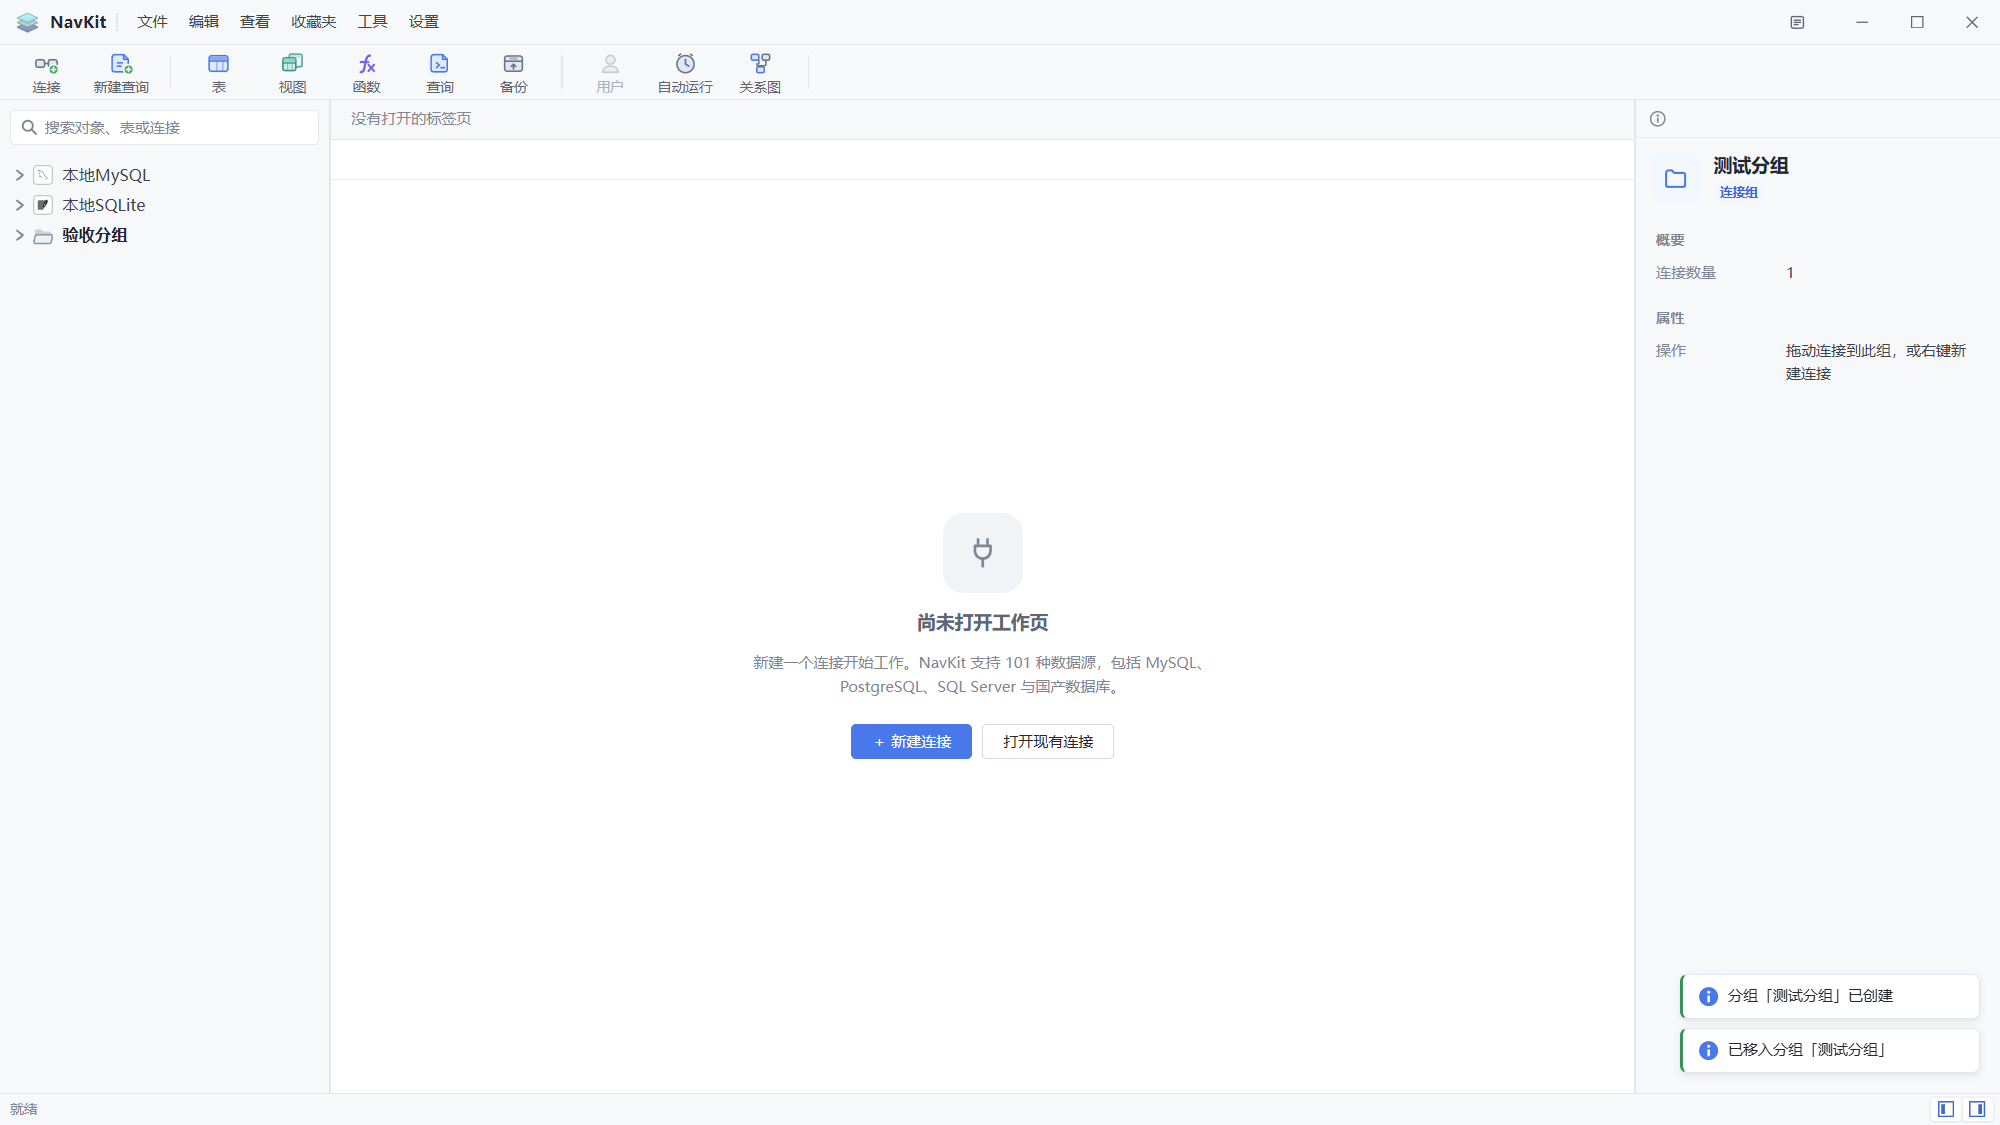 NavKit 文件 编辑 查看 收藏夹 工具 设置
连接 新建查询 表 视图 函数 查询 备份 用户 自动运行 关系图
搜索对象、表或连接
本地MySQL
本地SQLite
验收分组
没有打开的标签页
尚未打开工作页
新建一个连接开始工作。NavKit 支持 101 种数据源，包括 MySQL、
PostgreSQL、SQL Server 与国产数据库。
+ 新建连接 打开现有连接
测试分组
连接组
概要
连接数量 1
属性
操作 拖动连接到此组，或右键新
建连接
分组「测试分组」已创建
已移入分组「测试分组」
就绪